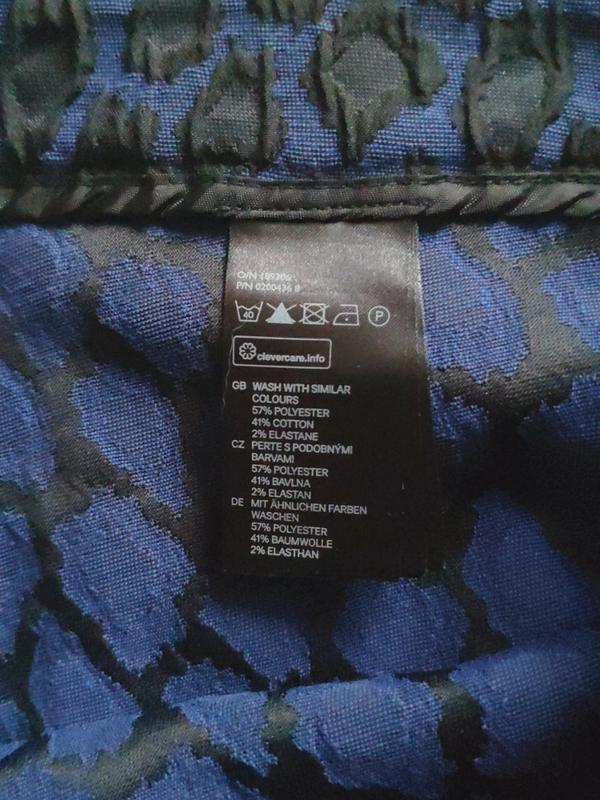 O/N 189206
P/N 0200436 8
40 P
clevercare.info
GB WASH WITH SIMILAR
COLOURS
57% POLYESTER
41% COTTON
2% ELASTANE
CZ PERTE S PODOBNÝMI
BARVAMI
57% POLYESTER
41% BAVLNA
2% ELASTAN
DE MIT ÄHNLICHEN FARBEN
WASCHEN
57% POLYESTER
41% BAUMWOLLE
2% ELASTHAN